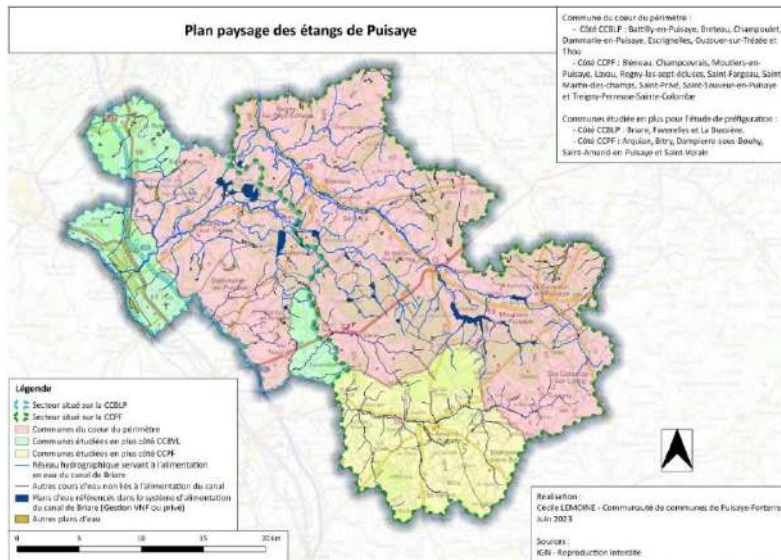 Plan paysage des étangs de Puisaye
Commune du coeur du périmètre :
- Côté CCBLP : Battilly-en-Puisaye, Breteau, Champoulet,
Dammarie-en-Puisaye, Escrignelles, Ouzouer-sur-Trézée et
Thou
- Côté CCPF : Bléneau, Champcevrais, Moutiers-en-
Puisaye, Lavau, Rogny-les-sept-écluses, Saint-Fargeau, Saint-
Martin-des-champs, Saint-Privé, Saint-Sauveur-en-Puisaye
et Treigny-Perreuse-Sainte-Colombe
Communes étudiée en plus pour l'étude de préfiguration :
- Côté CCBLP : Briare, Faverelles et La Bussière.
- Côté CCPF : Arquian, Bitry, Dampierre-sous-Bouhy,
Saint-Amand-en-Puisaye et Saint-Verain
Légende
Secteur situé sur la CCBLP
Secteur situé sur la CCPF
Communes du coeur du périmètre
Communes étudiées en plus côté CCBVL
Communes étudiées en plus côté CCPF
Réseau hydrographique servant à l'alimentation
en eau du canal de Briare
Autres cours d'eau non liés à l'alimentation du canal
Plans d'eau référencés dans le système d'alimentation
du canal de Briare (Gestion VNF ou privé)
Autres plans d'eau
0 5 10 15 20 km
Réalisation :
Cécile LEMOINE - Communauté de communes de Puisaye-Forterre
Juin 2023
Sources :
IGN - Reproduction interdite